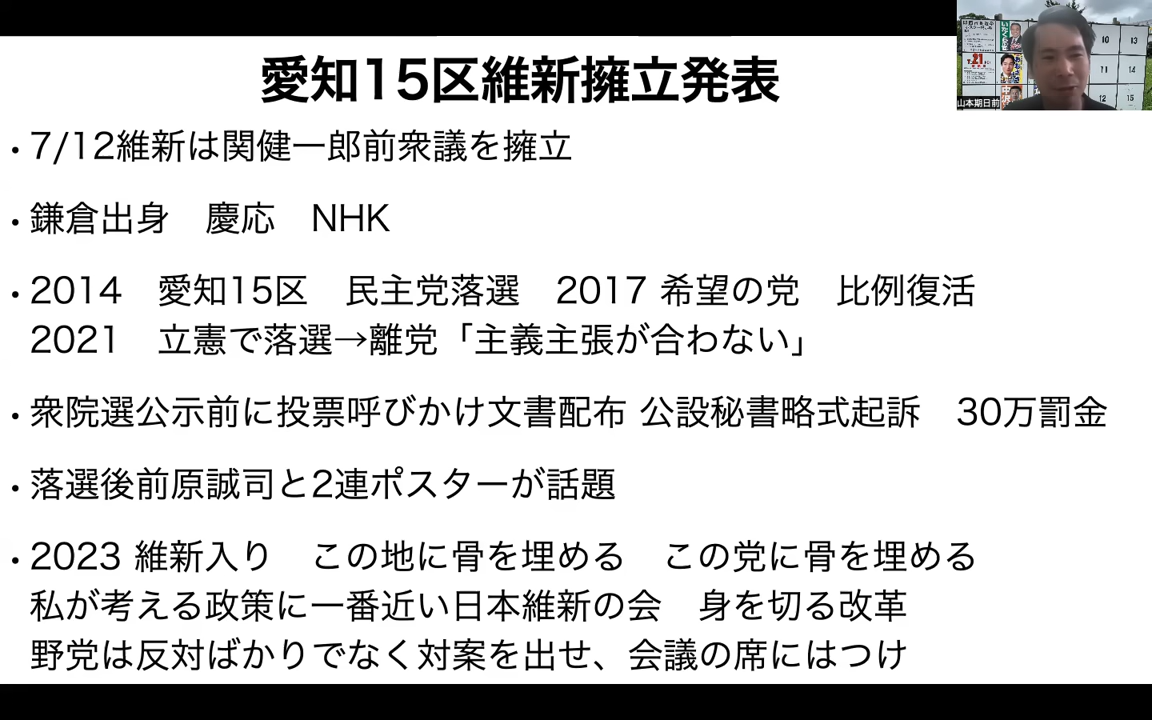 愛知15区維新擁立発表
・7/12維新は関健一郎前衆議を擁立
・鎌倉出身　慶応　NHK
・2014　愛知15区　民主党落選　2017 希望の党　比例復活
2021　立憲で落選→離党「主義主張が合わない」
・衆院選公示前に投票呼びかけ文書配布 公設秘書略式起訴　30万罰金
・落選後前原誠司と2連ポスターが話題
・2023 維新入り　この地に骨を埋める　この党に骨を埋める
私が考える政策に一番近い日本維新の会　身を切る改革
野党は反対ばかりでなく対案を出せ、会議の席にはつけ
21
10
13
11
14
12
15
山本期日前